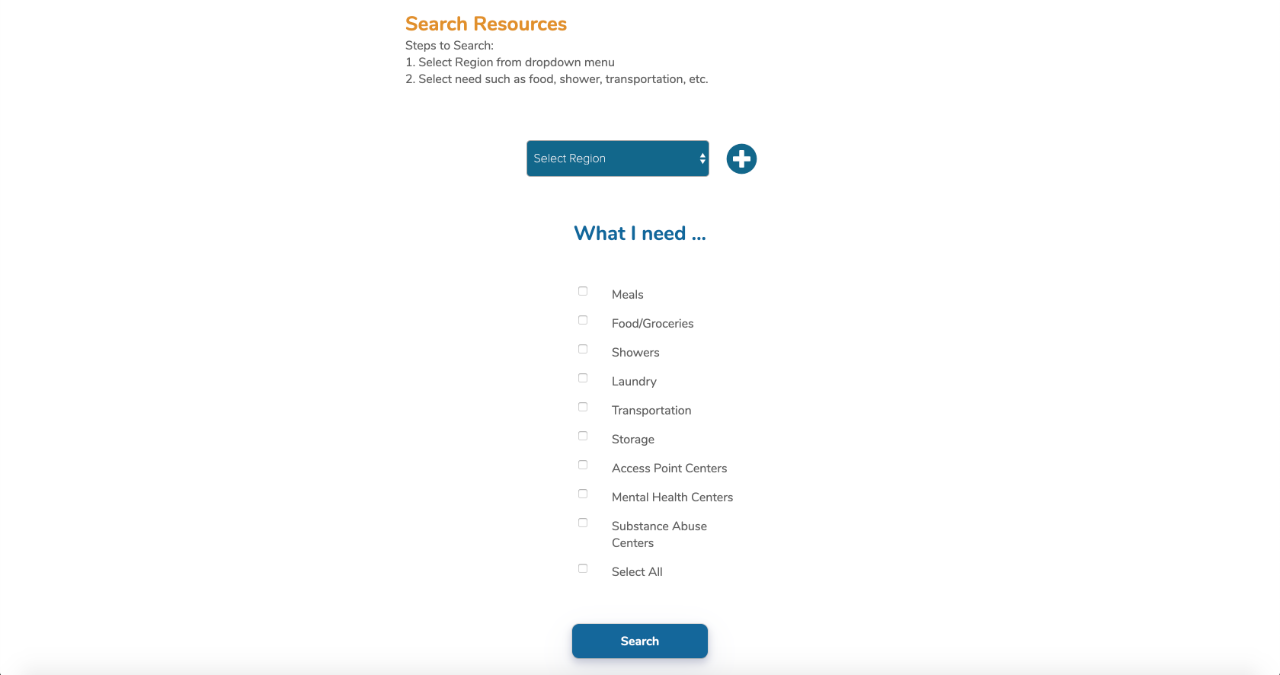 Search Resources
Steps to Search:
1. Select Region from dropdown menu
2. Select need such as food, shower, transportation, etc.
Select Region
What I need ...
Meals
Food/Groceries
Showers
Laundry
Transportation
Storage
Access Point Centers
Mental Health Centers
Substance Abuse
Centers
Select All
Search